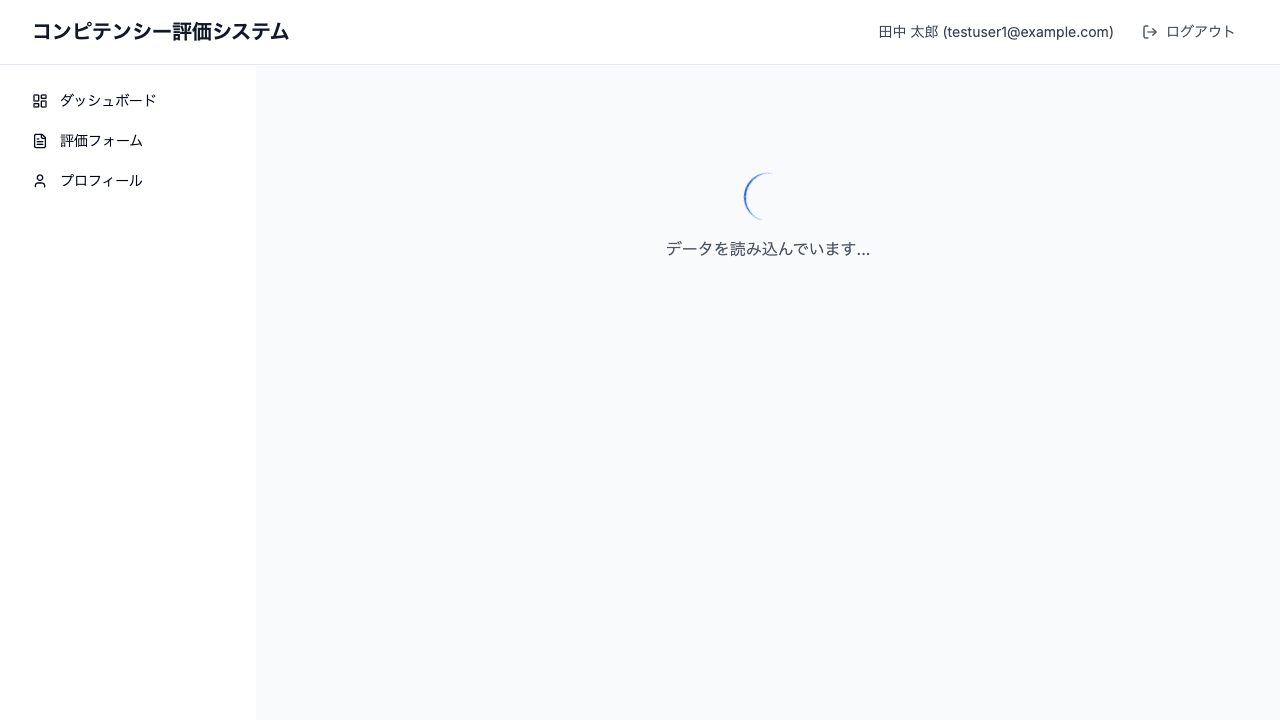 コンピテンシー評価システム
田中 太郎 (testuser1@example.com)
ログアウト
ダッシュボード
評価フォーム
プロフィール
データを読み込んでいます...